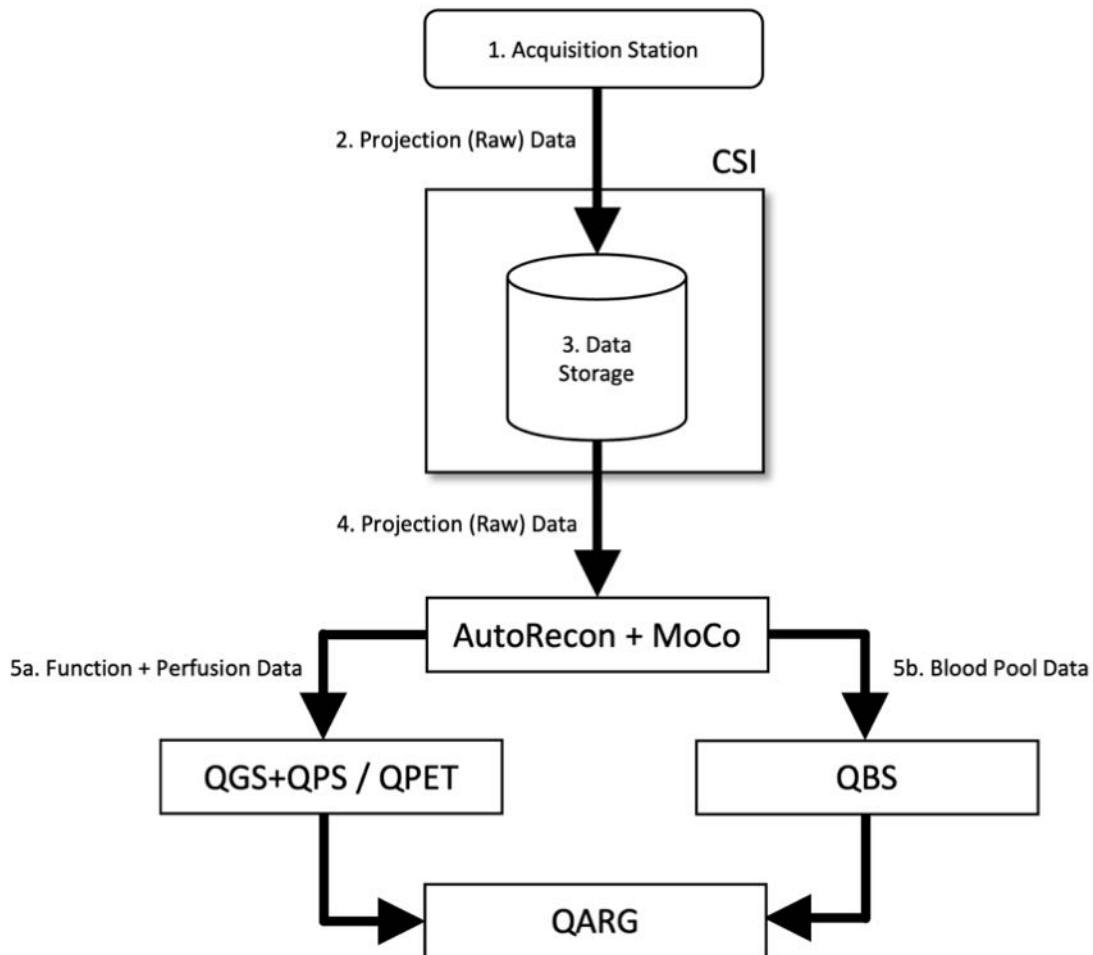 1. Acquisition Station
2. Projection (Raw) Data
CSI
3. Data
Storage
4. Projection (Raw) Data
AutoRecon + MoCo
5a. Function + Perfusion Data
5b. Blood Pool Data
QGS+QPS / QPET
QBS
QARG